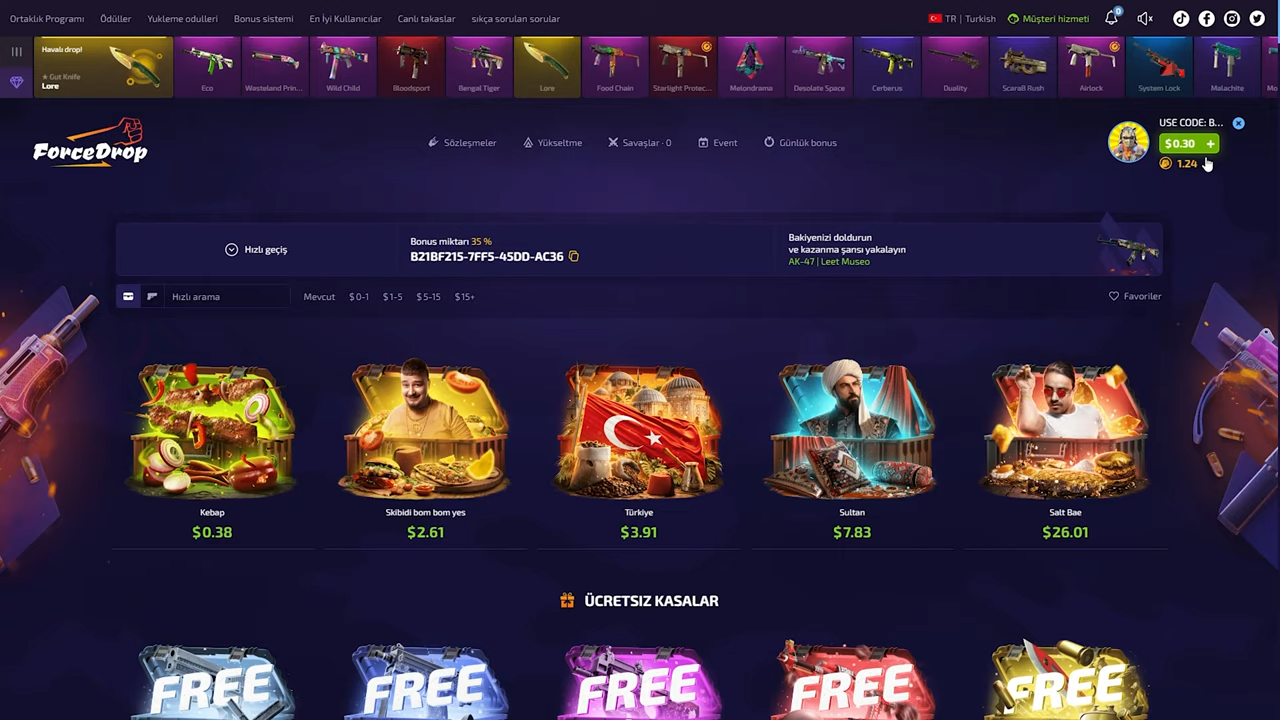 Ortaklık Programı Ödüller Yukleme odulleri Bonus sistemi En İyi Kullanıcılar Canlı takaslar sıkça sorulan sorular
TR | Turkish Müşteri hizmeti 0
Havalı drop!
★ Gut Knife
Lore
Eco
Wasteland Prin...
Wild Child
Bloodsport
Bengal Tiger
Lore
Food Chain
Starlight Protec...
Melondrama
Desolate Space
Cerberus
Duality
Scaraß Rush
Airlock
System Lock
Malachite
ForceDrop
Sözleşmeler Yükseltme Savaşlar · 0 Event Günlük bonus
USE CODE: B...
$0.30 +
1.24
Hızlı geçiş
Bonus miktarı 35 %
B21BF215-7FF5-45DD-AC36
Bakiyenizi doldurun
ve kazanma şansı yakalayın
AK-47 | Leet Museo
Hızlı arama Mevcut $0-1 $1-5 $5-15 $15+ Favoriler
Kebap
$0.38
Skibidi bom bom yes
$2.61
Türkiye
$3.91
Sultan
$7.83
Salt Bae
$26.01
ÜCRETSIZ KASALAR
FREE FREE FREE FREE FREE